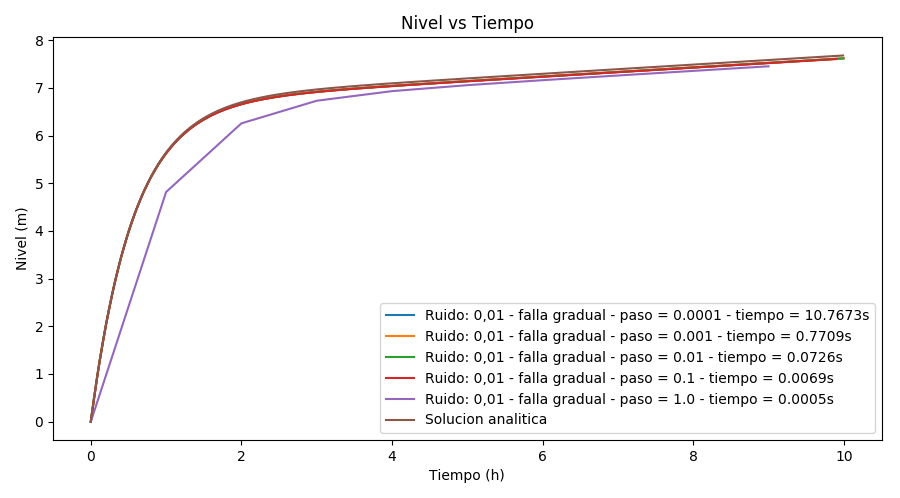 Nivel vs Tiempo
8
7
6
5
4
3
2
1
0
Nivel (m)
Ruido: 0,01 - falla gradual - paso = 0.0001 - tiempo = 10.7673s
Ruido: 0,01 - falla gradual - paso = 0.001 - tiempo = 0.7709s
Ruido: 0,01 - falla gradual - paso = 0.01 - tiempo = 0.0726s
Ruido: 0,01 - falla gradual - paso = 0.1 - tiempo = 0.0069s
Ruido: 0,01 - falla gradual - paso = 1.0 - tiempo = 0.0005s
Solucion analitica
0 2 4 6 8 10
Tiempo (h)